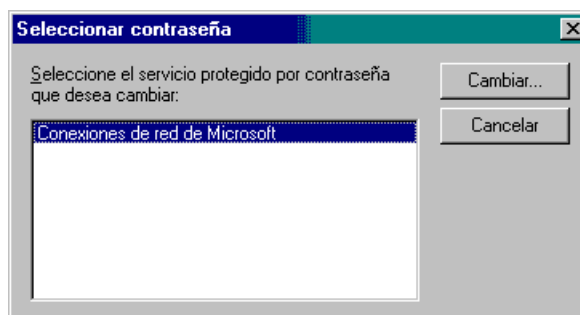 Seleccionar contraseña
Seleccione el servicio protegido por contraseña
que desea cambiar:
Cambiar...
Cancelar
Conexiones de red de Microsoft